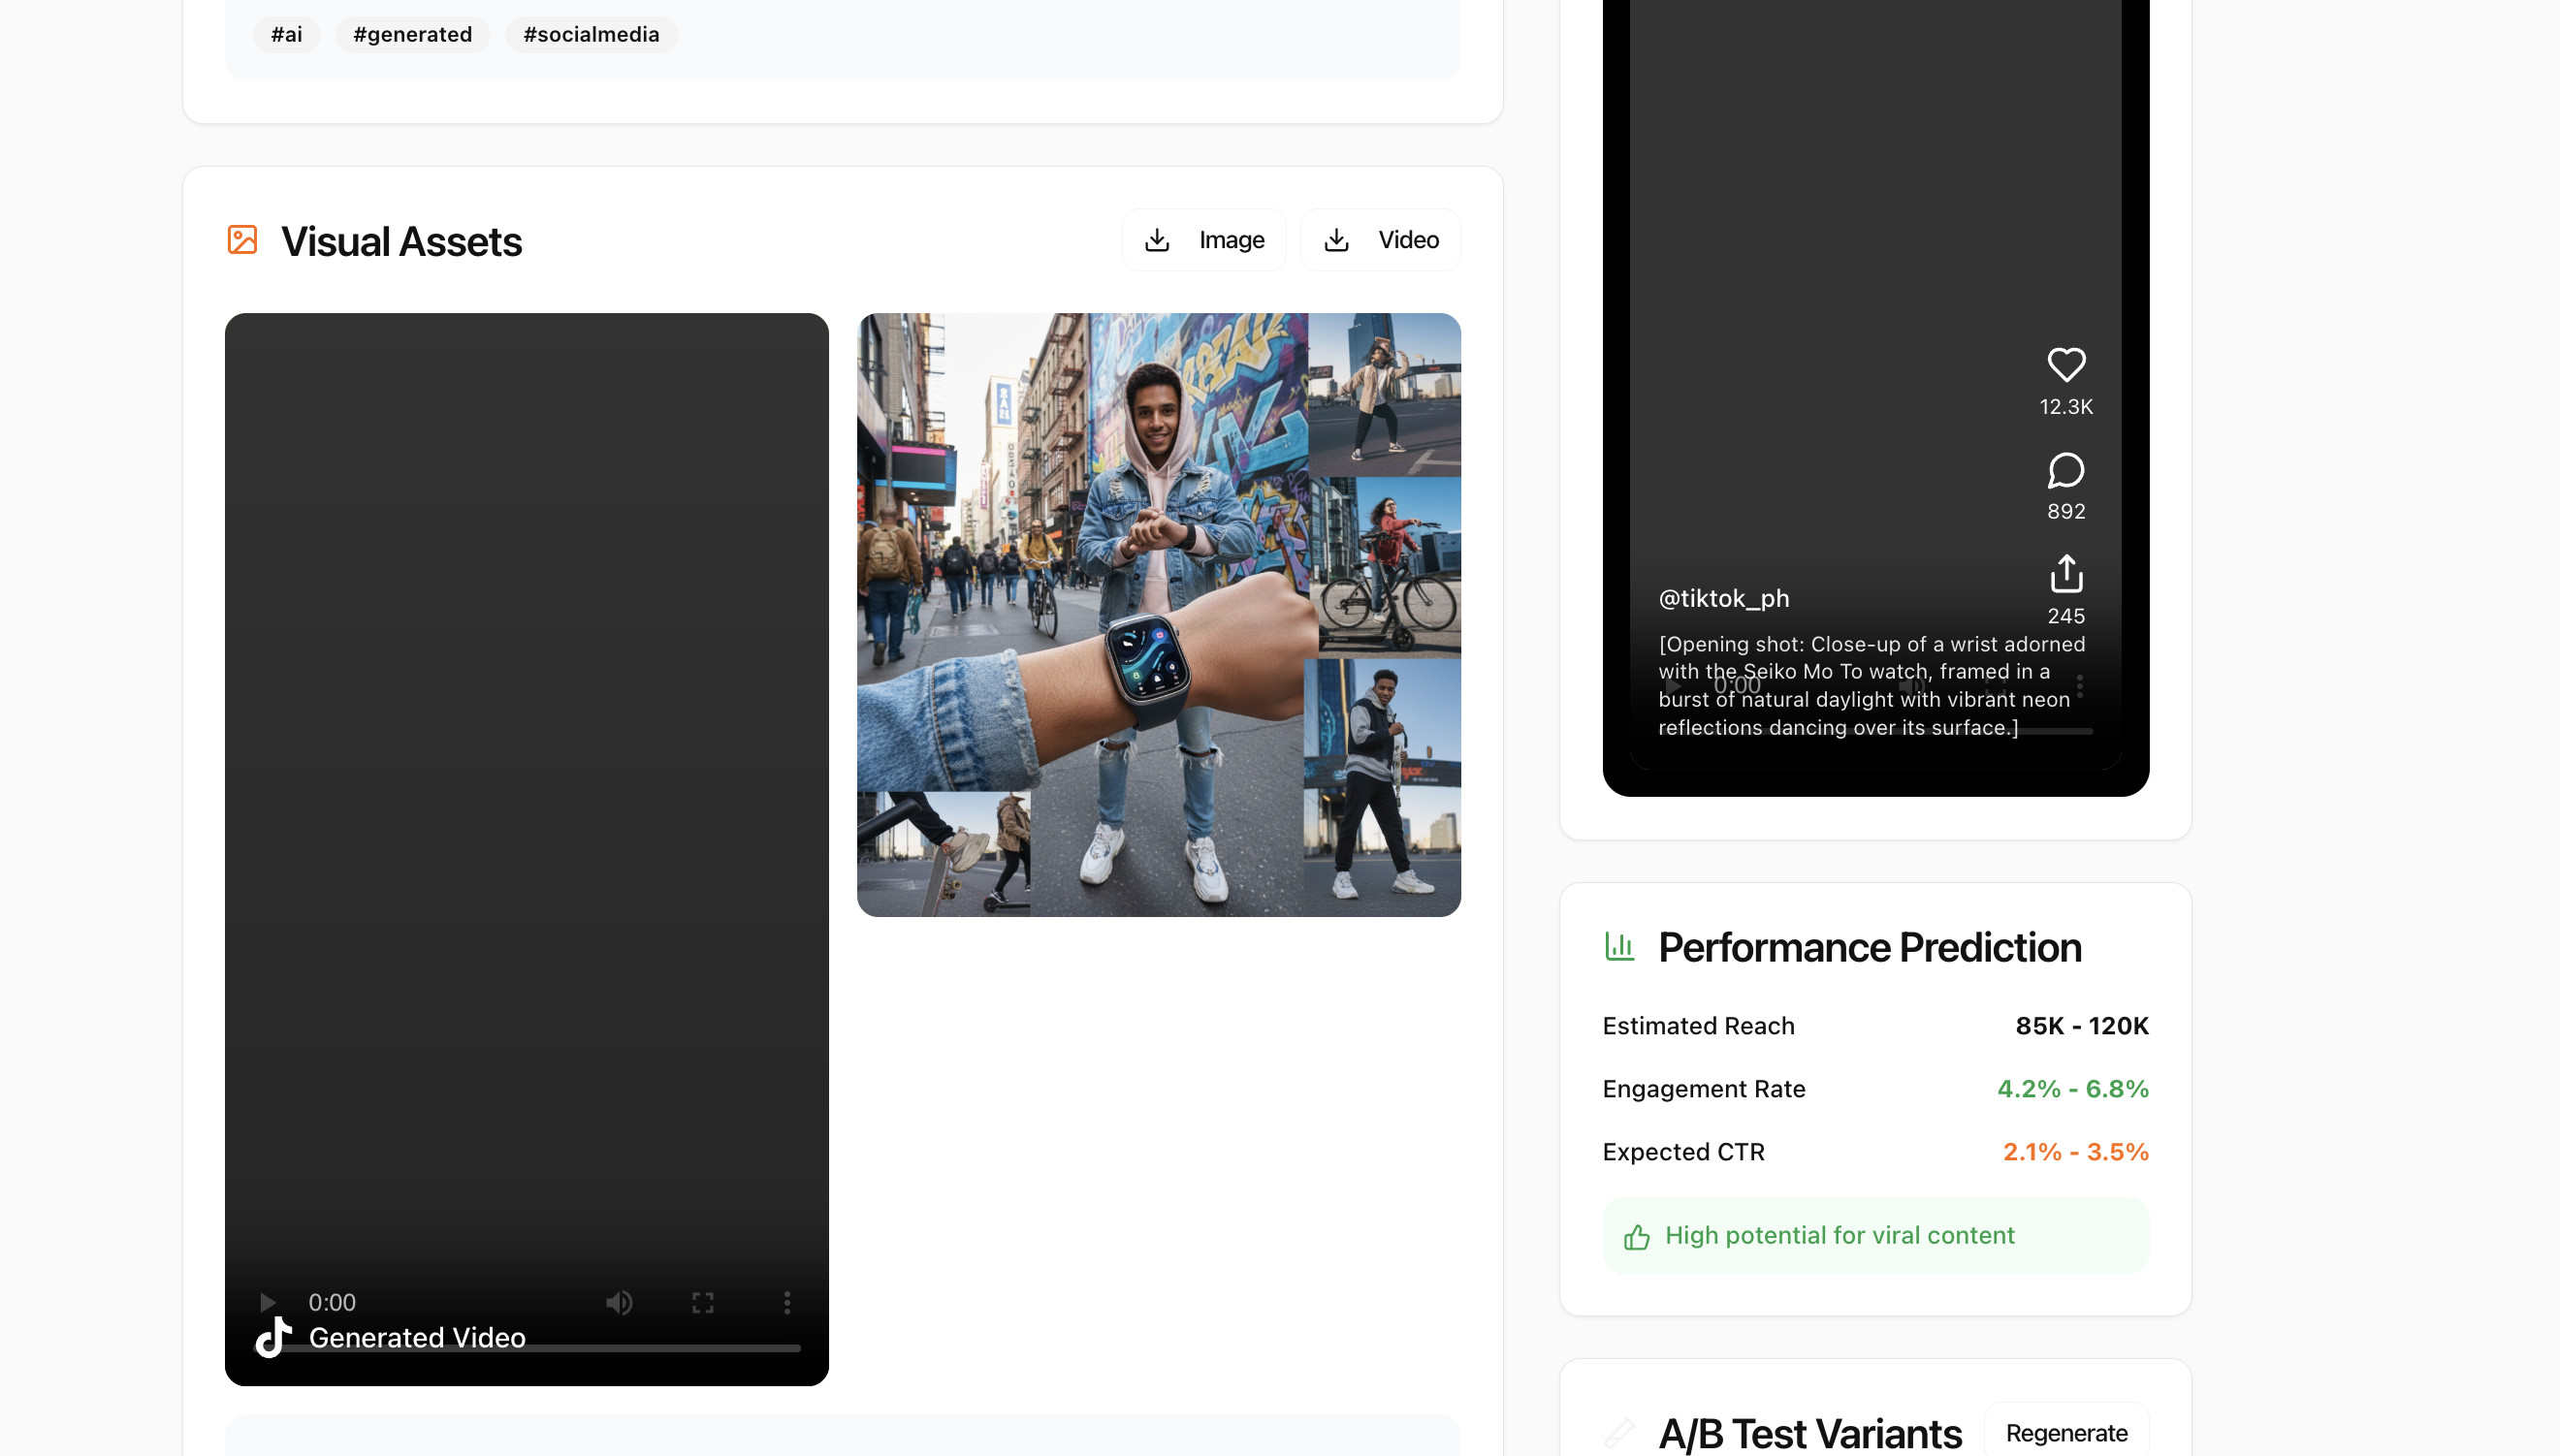 #ai
#generated
#socialmedia
Visual Assets
Image
Video
0:00
Generated Video
12.3K
892
245
@tiktok_ph
[Opening shot: Close-up of a wrist adorned
with the Seiko Mo To watch, framed in a
burst of natural daylight with vibrant neon
reflections dancing over its surface.]
0:00
Performance Prediction
Estimated Reach
85K - 120K
Engagement Rate
4.2% - 6.8%
Expected CTR
2.1% - 3.5%
High potential for viral content
A/B Test Variants
Regenerate